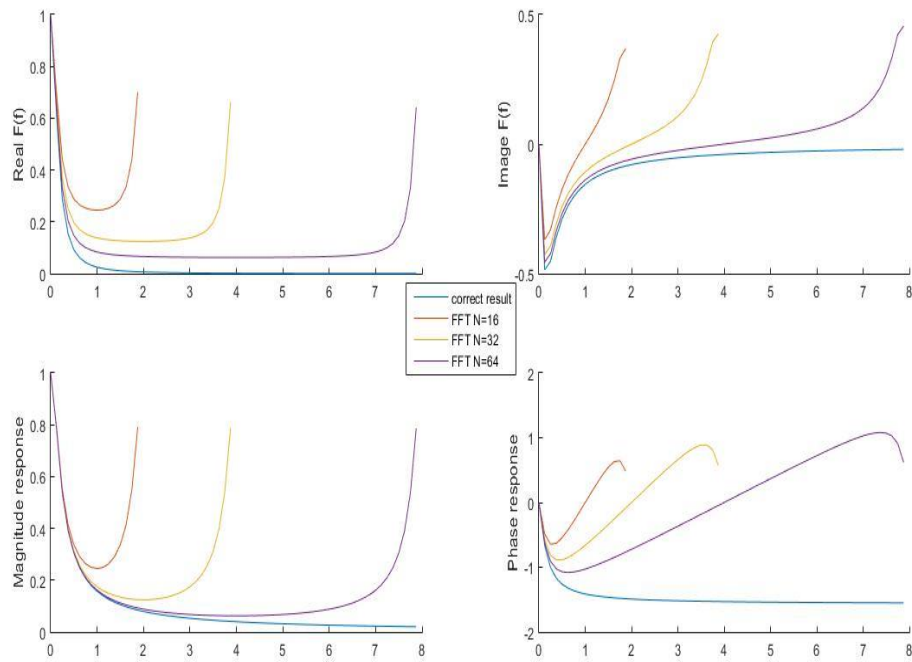 1
0.8
0.6
0.4
0.2
0
Real F(f)
0 1 2 3 4 5 6 7 8
0.5
0
-0.5
Image F(f)
0 1 2 3 4 5 6 7 8
correct result
FFT N=16
FFT N=32
FFT N=64
1
0.8
0.6
0.4
0.2
0
Magnitude response
0 1 2 3 4 5 6 7 8
2
1
0
-1
-2
Phase response
0 1 2 3 4 5 6 7 8